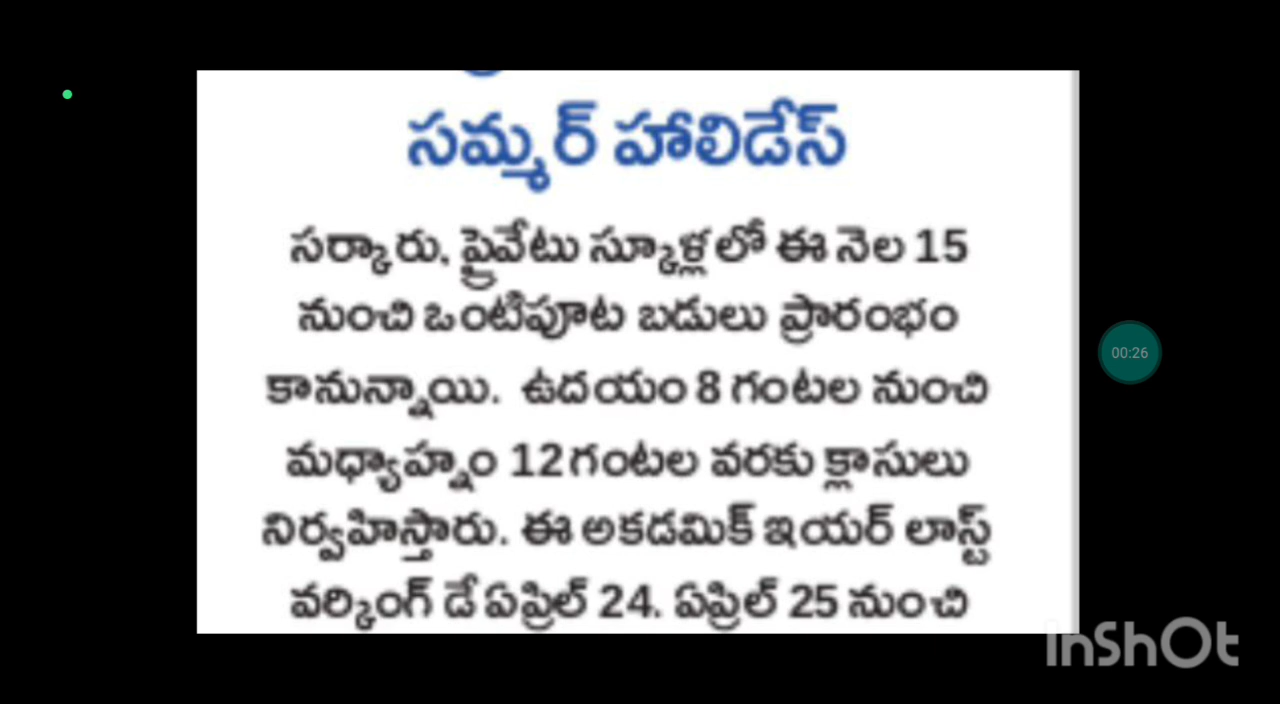 సమ్మర్ హాలిడేస్
సర్కారు, ప్రైవేటు స్కూళ్లలో ఈ నెల 15
నుంచి ఒంటిపూట బడులు ప్రారంభం
కానున్నాయి. ఉదయం 8 గంటల నుంచి
మధ్యాహ్నం 12 గంటల వరకు క్లాసులు
నిర్వహిస్తారు. ఈ అకడమిక్ ఇయర్ లాస్ట్
వర్కింగ్ డే ఏప్రిల్ 24. ఏప్రిల్ 25 నుంచి
00:26
InShOt